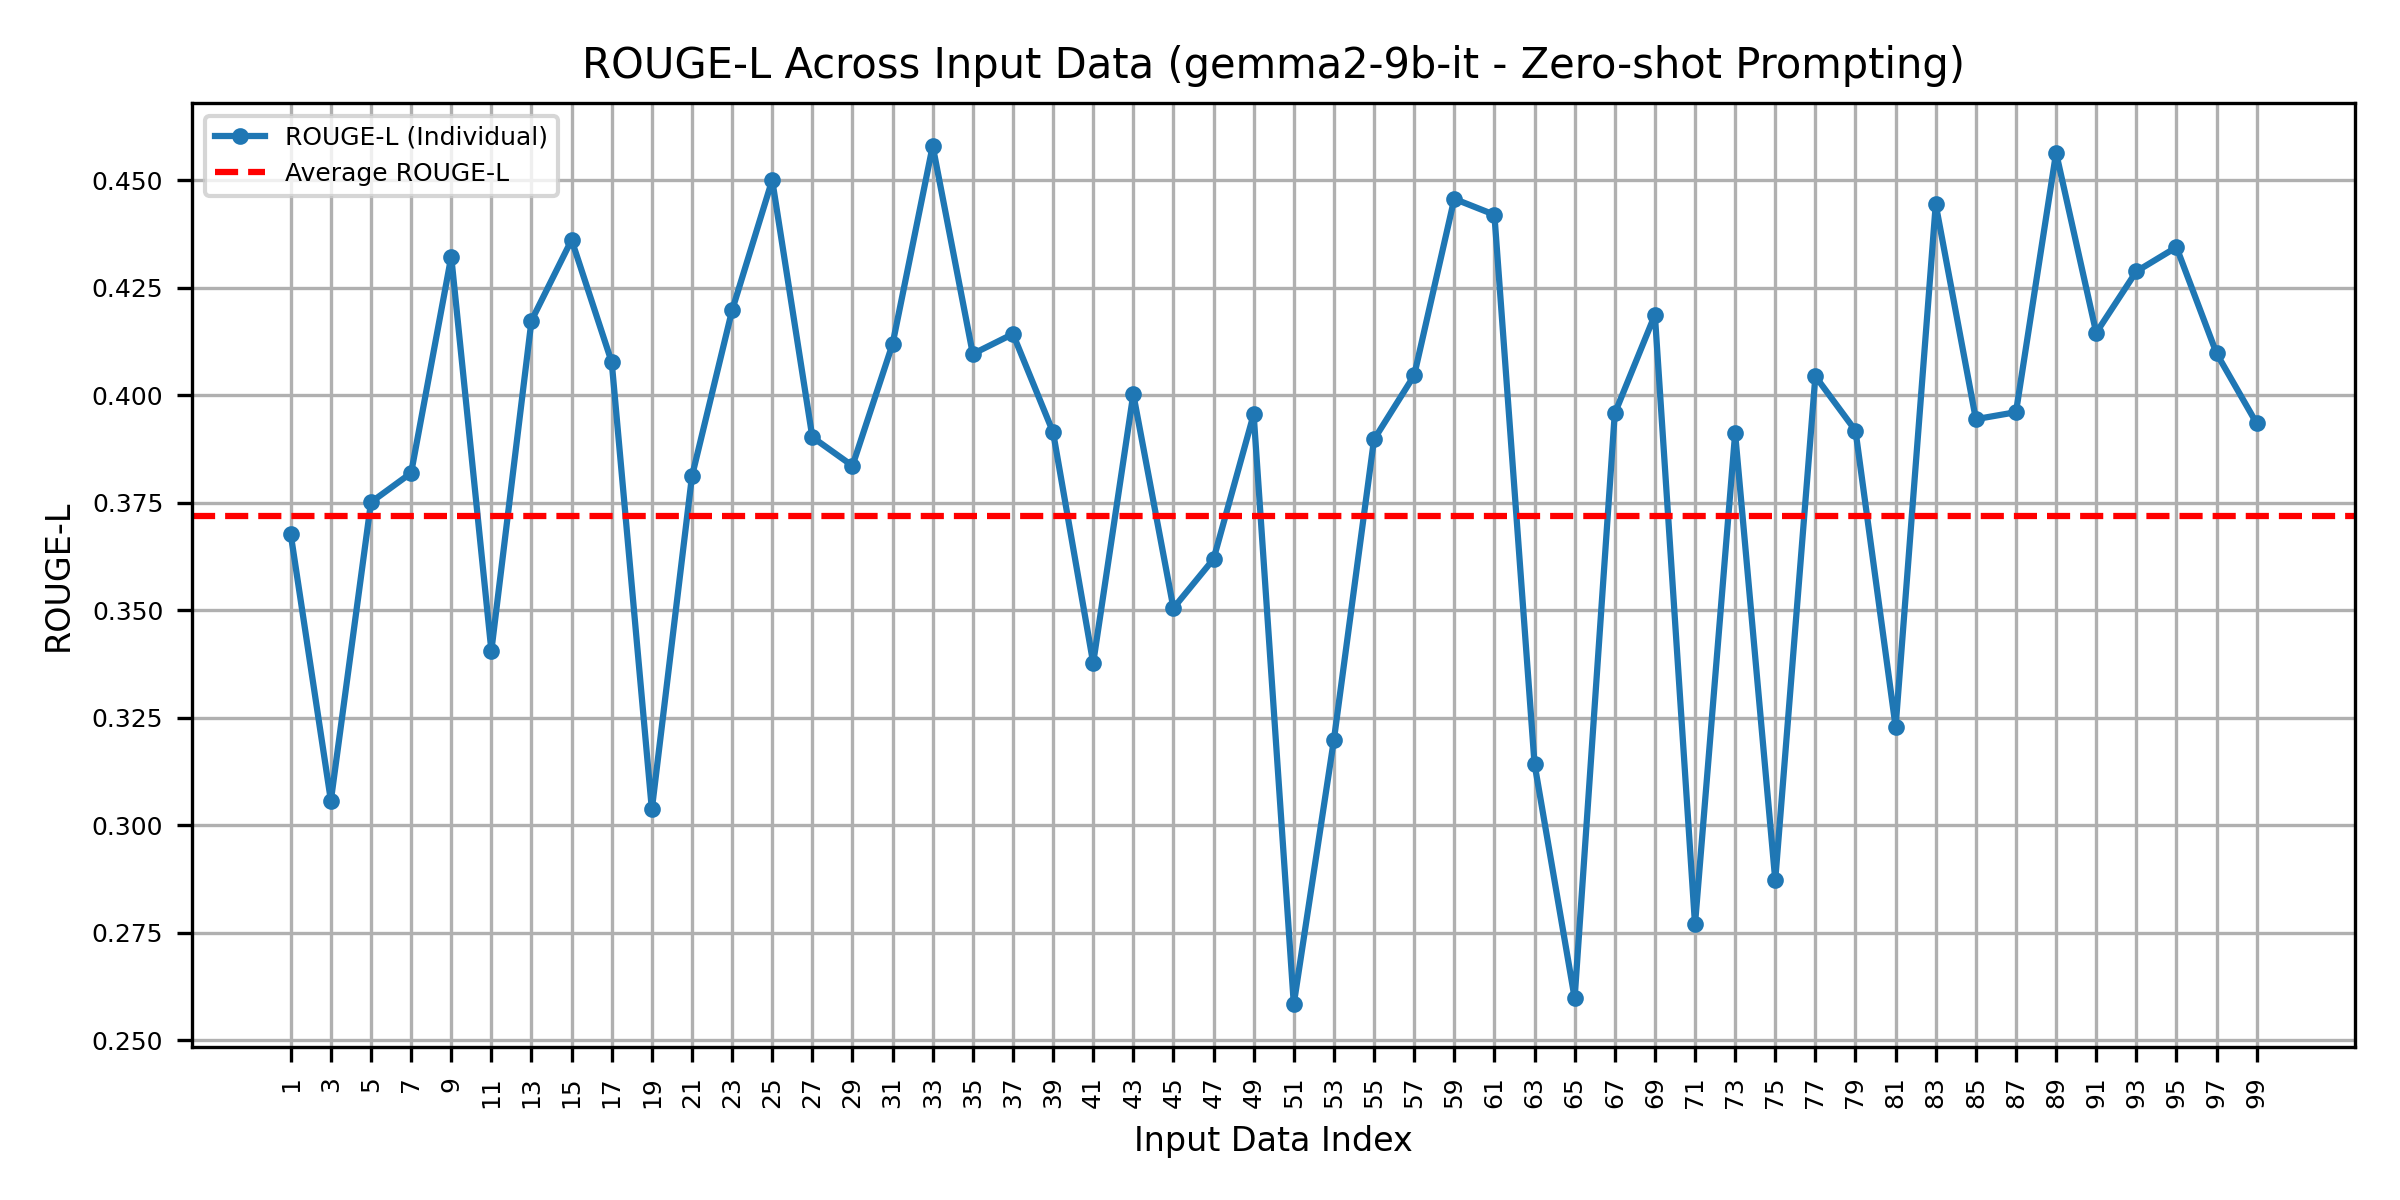 ROUGE-L Across Input Data (gemma2-9b-it - Zero-shot Prompting)
ROUGE-L (Individual)
Average ROUGE-L
ROUGE-L
0.450
0.425
0.400
0.375
0.350
0.325
0.300
0.275
0.250
1 3 5 7 9 11 13 15 17 19 21 23 25 27 29 31 33 35 37 39 41 43 45 47 49 51 53 55 57 59 61 63 65 67 69 71 73 75 77 79 81 83 85 87 89 91 93 95 97 99
Input Data Index